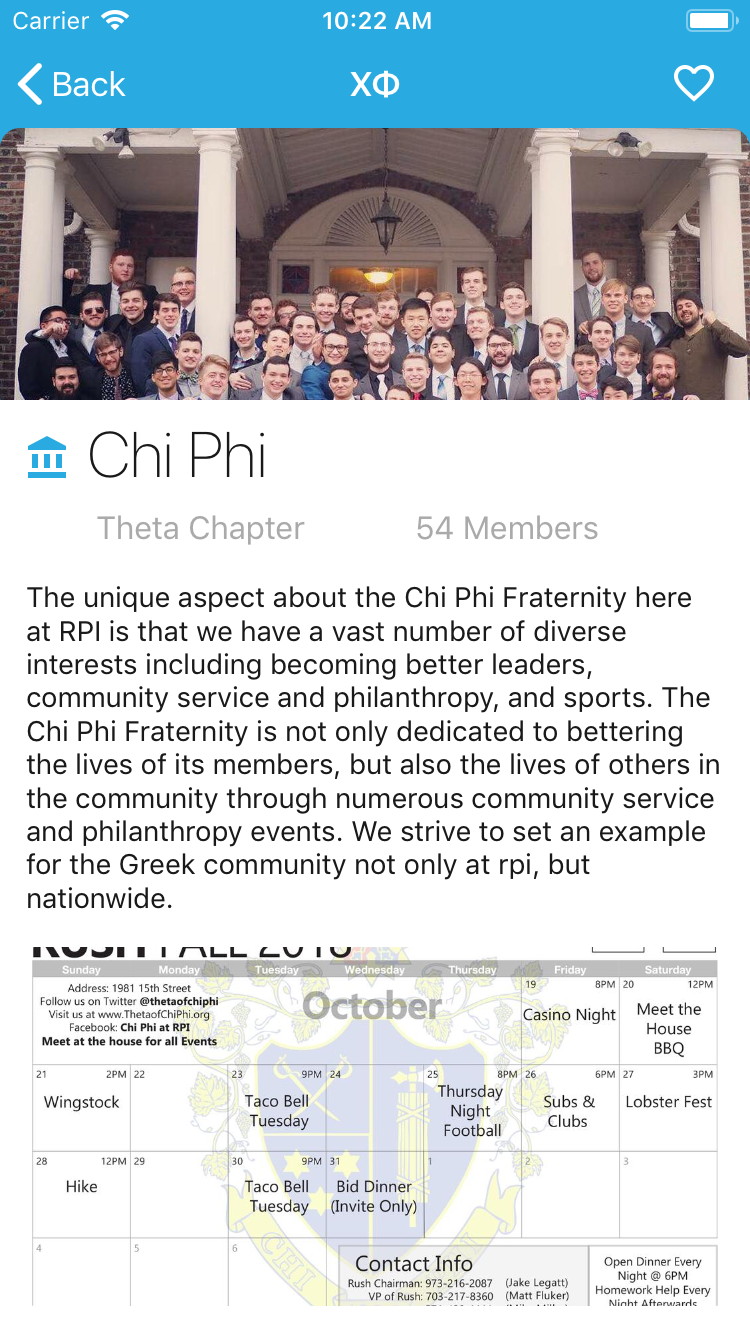 Carrier 10:22 AM
Back ΧΦ
Chi Phi
Theta Chapter 54 Members
The unique aspect about the Chi Phi Fraternity here
at RPI is that we have a vast number of diverse
interests including becoming better leaders,
community service and philanthropy, and sports. The
Chi Phi Fraternity is not only dedicated to bettering
the lives of its members, but also the lives of others in
the community through numerous community service
and philanthropy events. We strive to set an example
for the Greek community not only at rpi, but
nationwide.
RUSH FALL 2018
Sunday Monday Tuesday Wednesday Thursday Friday Saturday
Address: 1981 15th Street
Follow us on Twitter @thetaofchiphi
Visit us at www.ThetaofChiPhi.org
Facebook: Chi Phi at RPI
Meet at the house for all Events
October
19 8PM 20 12PM
Casino Night
Meet the
House
BBQ
21 2PM 22 23 9PM 24 25 8PM 26 6PM 27 3PM
Wingstock
Taco Bell
Tuesday
Thursday
Night
Football
Subs &
Clubs
Lobster Fest
28 12PM 29 30 9PM 31 1 2 3
Hike
Taco Bell
Tuesday
Bid Dinner
(Invite Only)
4 5 6
CHI
Contact Info
Rush Chairman: 973-216-2087 (Jake Legatt)
VP of Rush: 703-217-8360 (Matt Fluker)
Open Dinner Every
Night @ 6PM
Homework Help Every
Night Afterwards